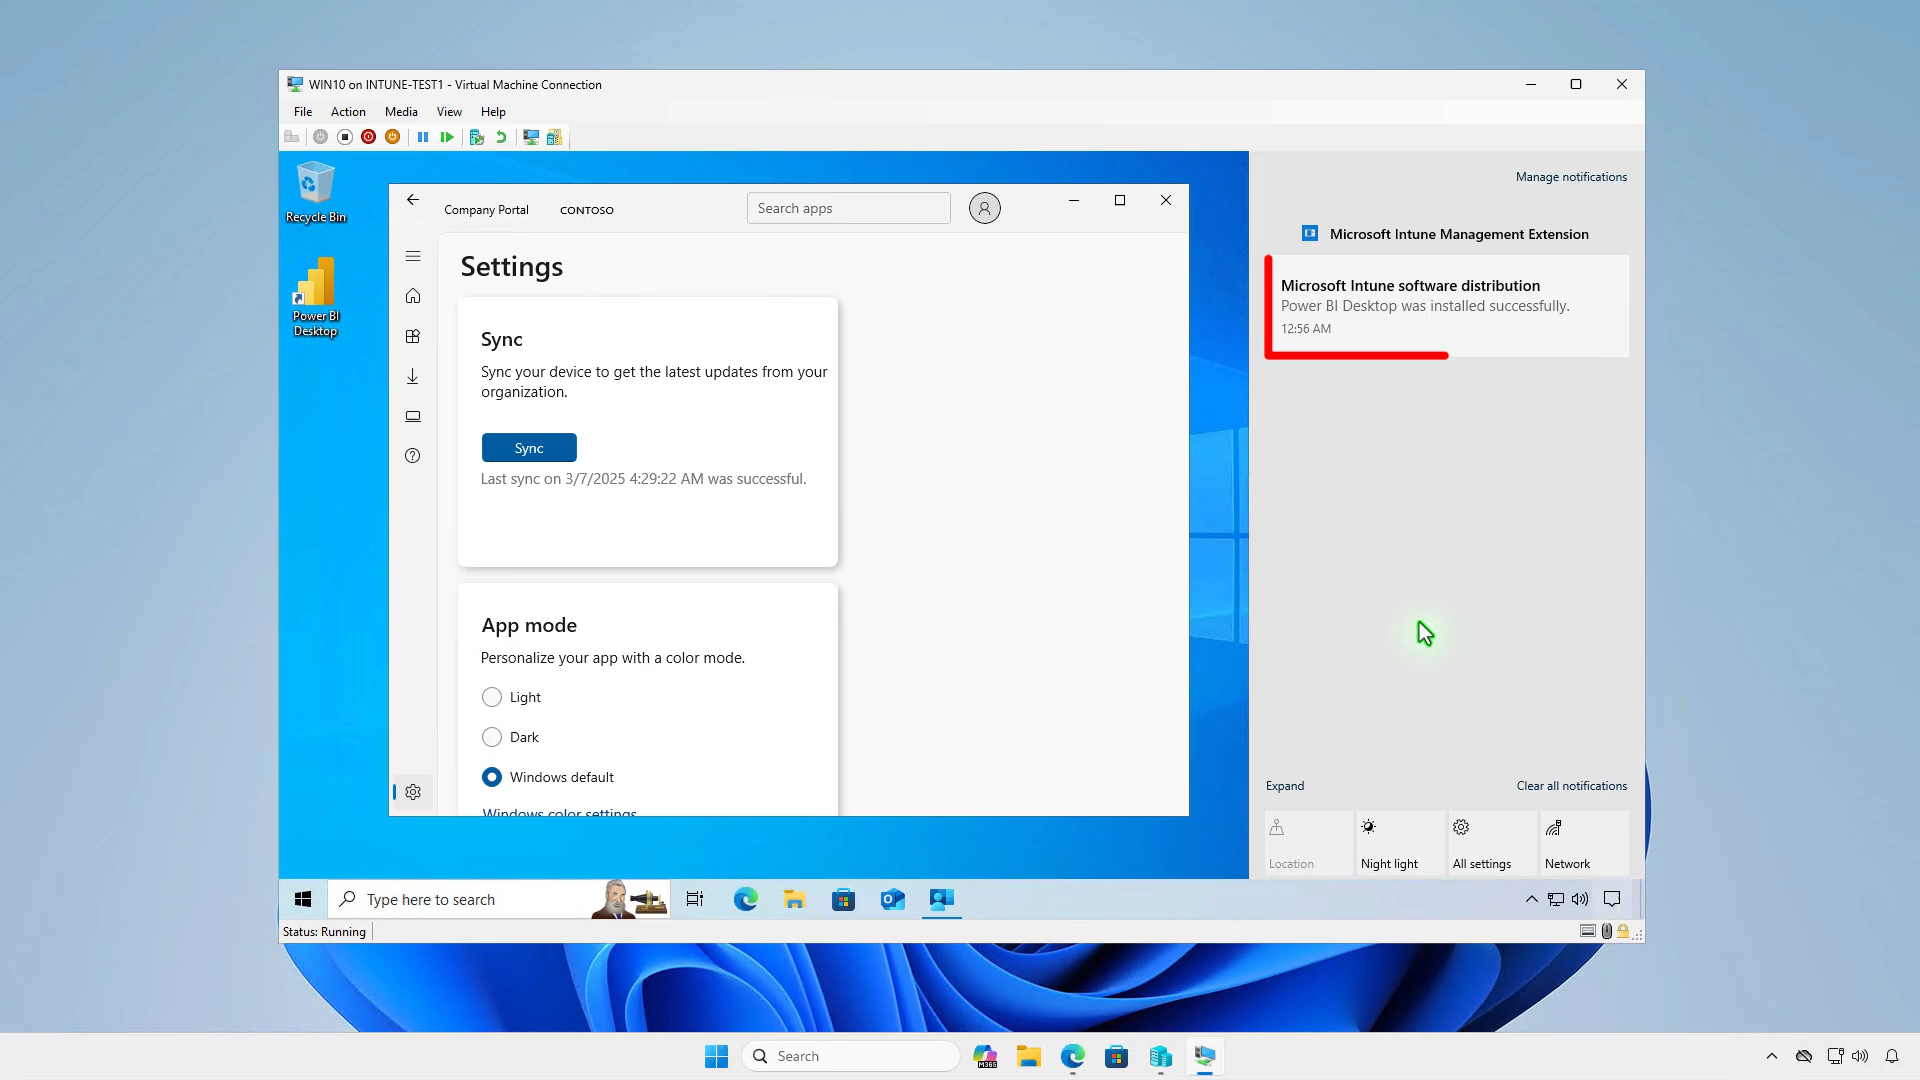 WIN10 on INTUNE-TEST1 - Virtual Machine Connection
File Action Media View Help
Recycle Bin
Power BI
Desktop
Company Portal
CONTOSO
Search apps
Settings
Sync
Sync your device to get the latest updates from your
organization.
Sync
Last sync on 3/7/2025 4:29:22 AM was successful.
App mode
Personalize your app with a color mode.
Light
Dark
Windows default
Windows color settings
Manage notifications
Microsoft Intune Management Extension
Microsoft Intune software distribution
Power BI Desktop was installed successfully.
12:56 AM
Expand
Clear all notifications
Location
Night light
All settings
Network
Type here to search
Status: Running
Search
M365